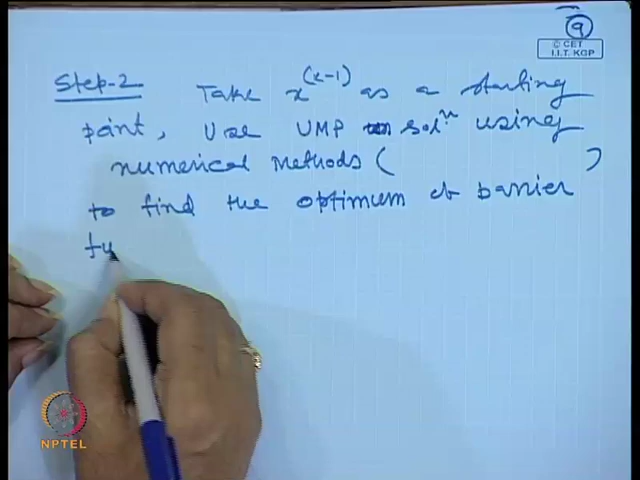 9
© CET
I.I.T. KGP
Step-2 Take x^(k-1) as a starting
point, Use UMP solⁿ using
numerical methods ( )
to find the optimum of barrier
fu
NPTEL